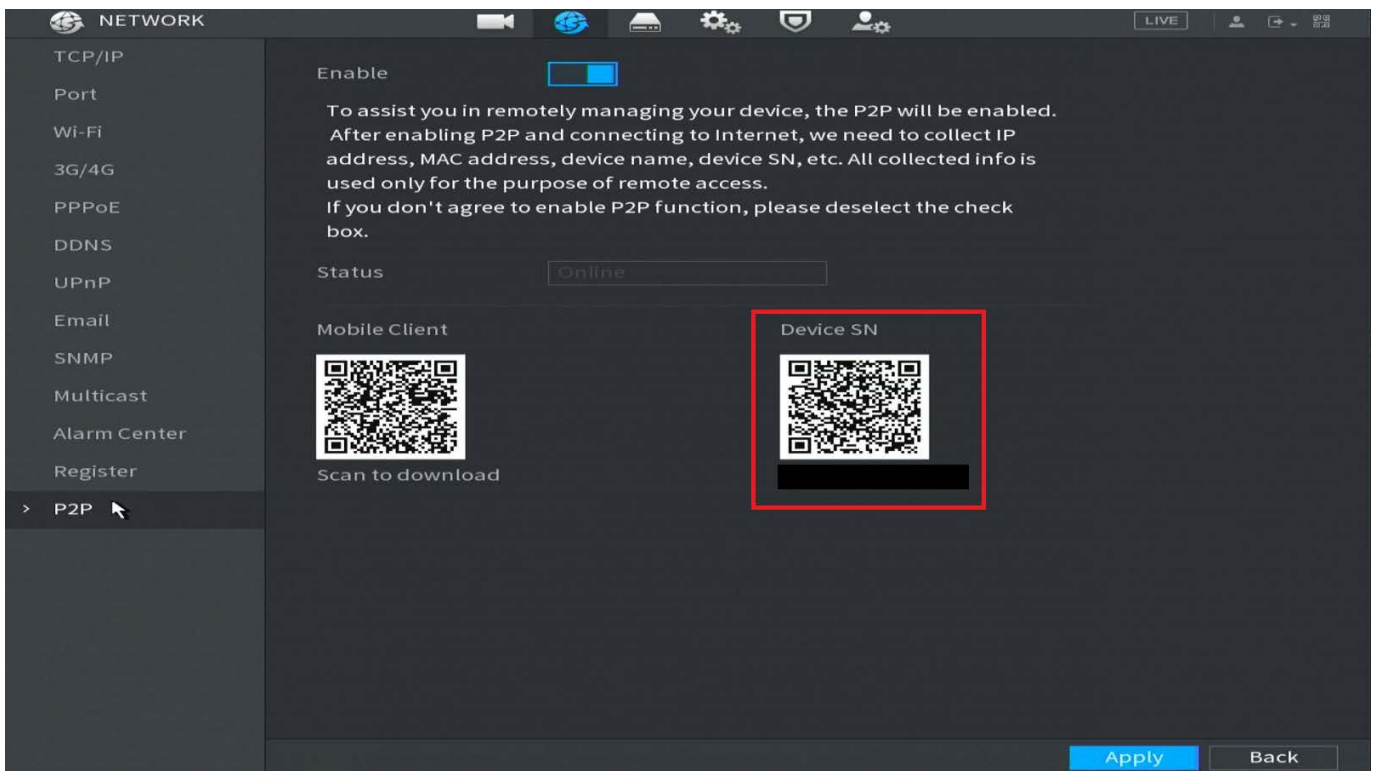 NETWORK
LIVE
TCP/IP
Port
Wi-Fi
3G/4G
PPPoE
DDNS
UPnP
Email
SNMP
Multicast
Alarm Center
Register
> P2P
Enable
To assist you in remotely managing your device, the P2P will be enabled.
After enabling P2P and connecting to Internet, we need to collect IP
address, MAC address, device name, device SN, etc. All collected info is
used only for the purpose of remote access.
If you don't agree to enable P2P function, please deselect the check
box.
Status Online
Mobile Client
Scan to download
Device SN
Apply Back